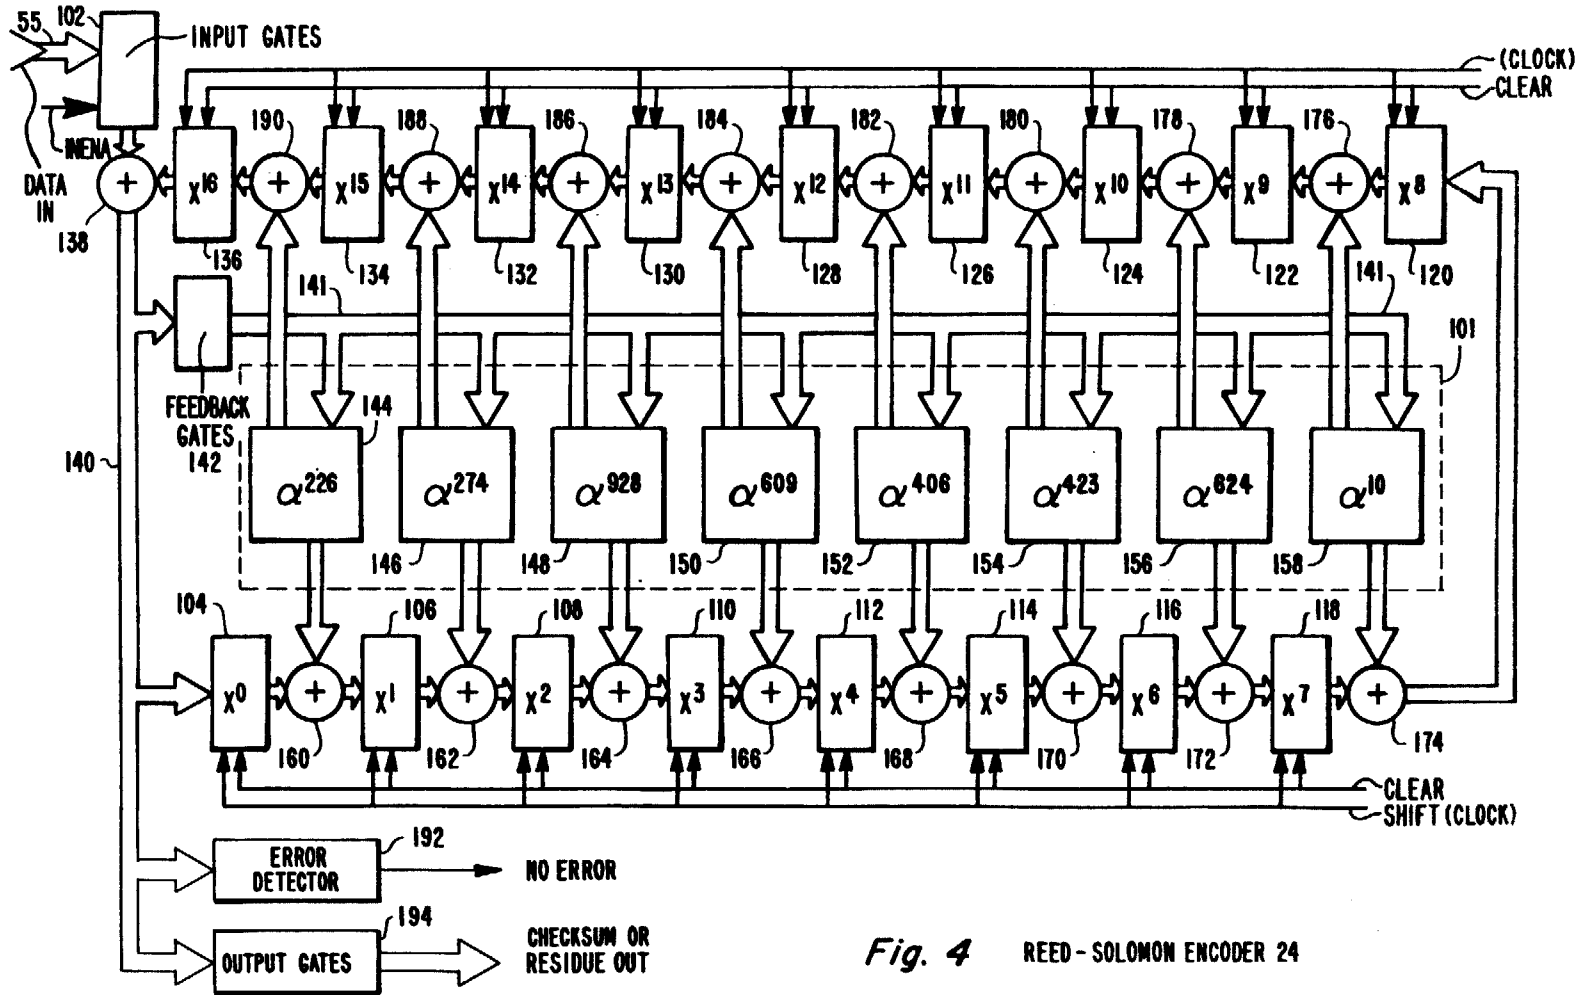 55 102
INPUT GATES
(CLOCK)
CLEAR
INENA
DATA
IN
138
190 188 186 184 182 180 178 176
+ X16 + X15 + X14 + X13 + X12 + X11 + X10 + X9 + X8
136 134 132 130 128 126 124 122 120
141 141
101
FEEDBACK
GATES
142
144
140
α226 α274 α928 α609 α406 α423 α624 α10
146 148 150 152 154 156 158
104 106 108 110 112 114 116 118
X0 + X1 + X2 + X3 + X4 + X5 + X6 + X7 +
160 162 164 166 168 170 172 174
CLEAR
SHIFT (CLOCK)
192
ERROR
DETECTOR
NO ERROR
194
OUTPUT GATES
CHECKSUM OR
RESIDUE OUT
Fig. 4
REED-SOLOMON ENCODER 24